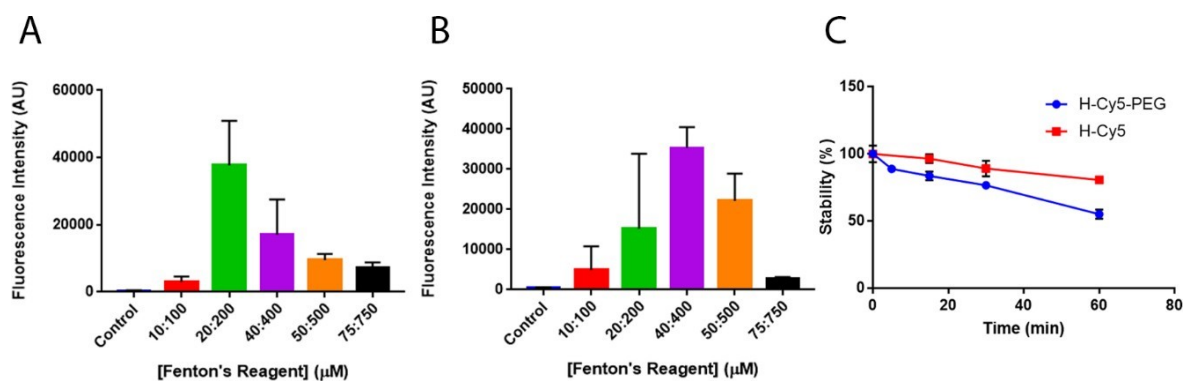 A
Fluorescence Intensity (AU)
60000
40000
20000
0
Control
10:100
20:200
40:400
50:500
75:750
[Fenton's Reagent] (μM)
B
Fluorescence Intensity (AU)
50000
40000
30000
20000
10000
0
Control
10:100
20:200
40:400
50:500
75:750
[Fenton's Reagent] (μM)
C
Stability (%)
150
100
50
0
0 20 40 60 80
Time (min)
H-Cy5-PEG
H-Cy5